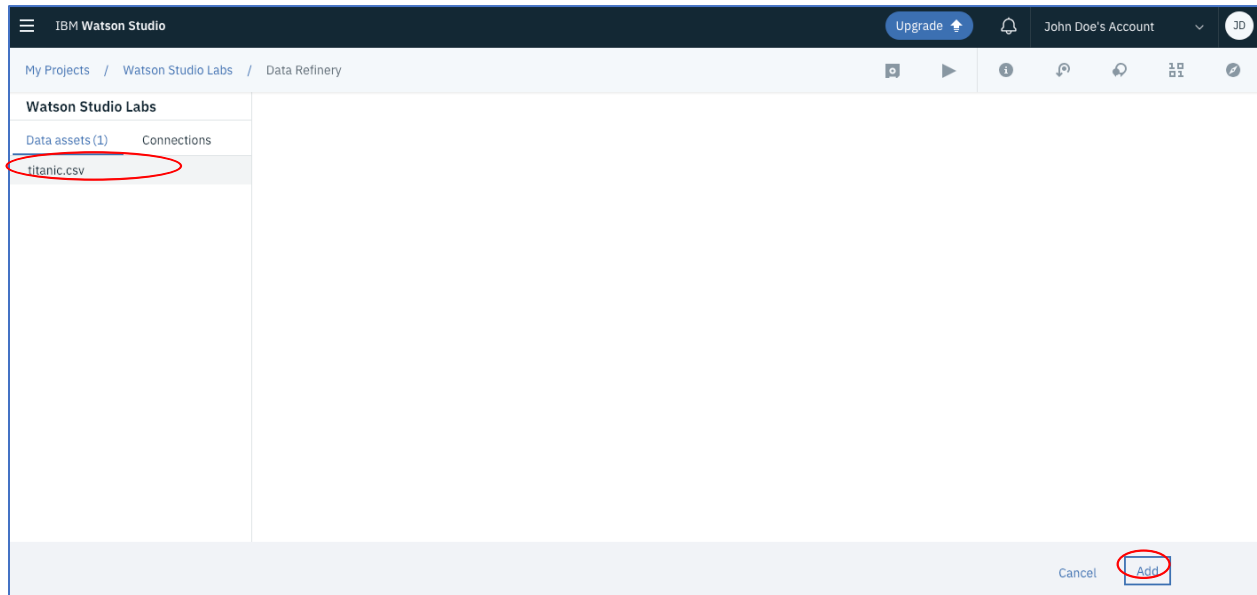 IBM Watson Studio
Upgrade
John Doe's Account
JD
My Projects / Watson Studio Labs / Data Refinery
Watson Studio Labs
Data assets (1) Connections
titanic.csv
Cancel Add